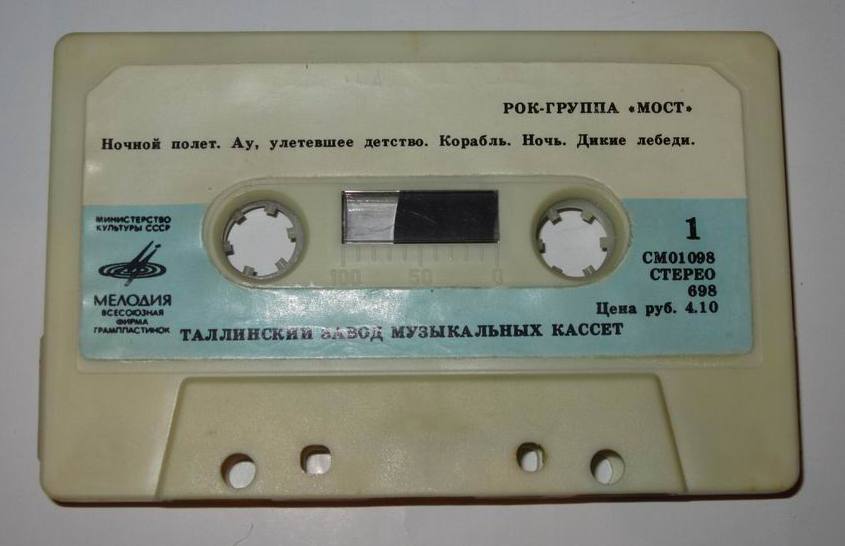 РОК-ГРУППА «МОСТ»
Ночной полет. Ау, улетевшее детство. Корабль. Ночь. Дикие лебеди.
МИНИСТЕРСТВО
КУЛЬТУРЫ СССР
МЕЛОДИЯ
ВСЕСОЮЗНАЯ
ФИРМА
ГРАМПЛАСТИНОК
100 50 0
1
СМ01098
СТЕРЕО
698
Цена руб. 4.10
ТАЛЛИНСКИЙ ЗАВОД МУЗЫКАЛЬНЫХ КАССЕТ